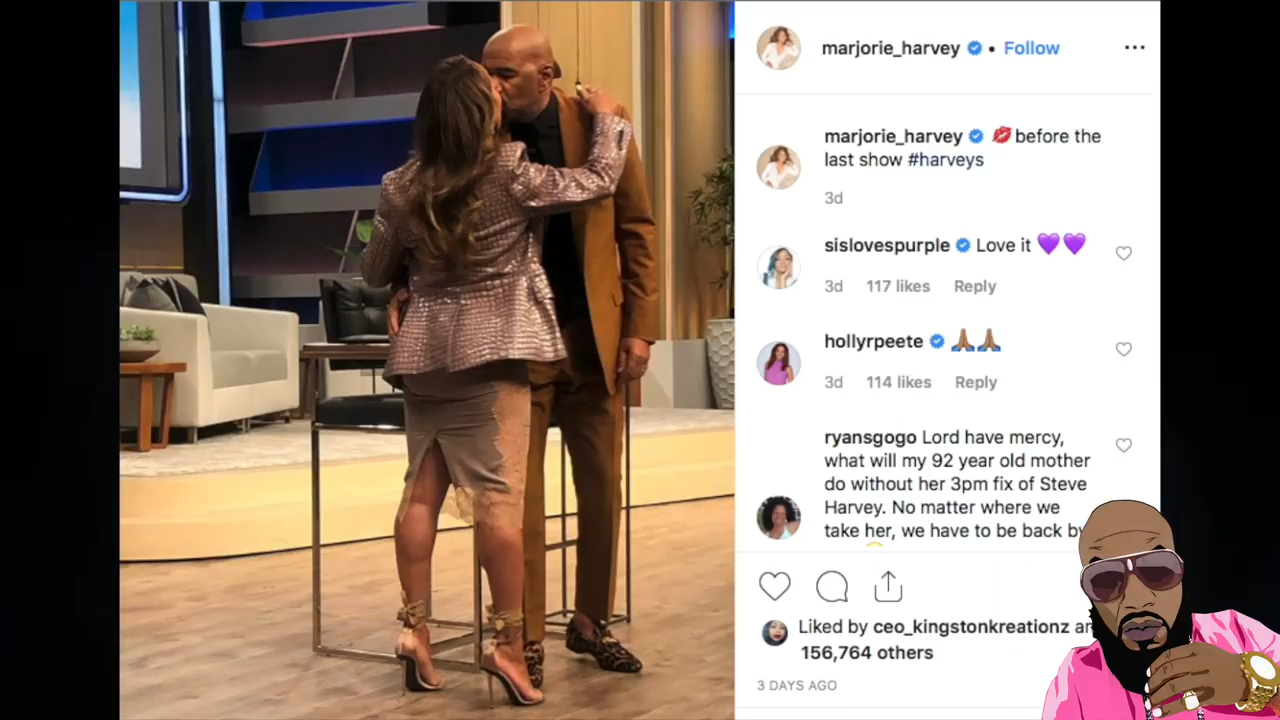 marjorie_harvey • Follow
marjorie_harvey 💋 before the
last show #harveys
3d
sislovespurple Love it 💜💜
3d 117 likes Reply
hollyrpeete 🙏🏽🙏🏽
3d 114 likes Reply
ryansgogo Lord have mercy,
what will my 92 year old mother
do without her 3pm fix of Steve
Harvey. No matter where we
take her, we have to be back by
Liked by ceo_kingstonkreationz
156,764 others
3 DAYS AGO